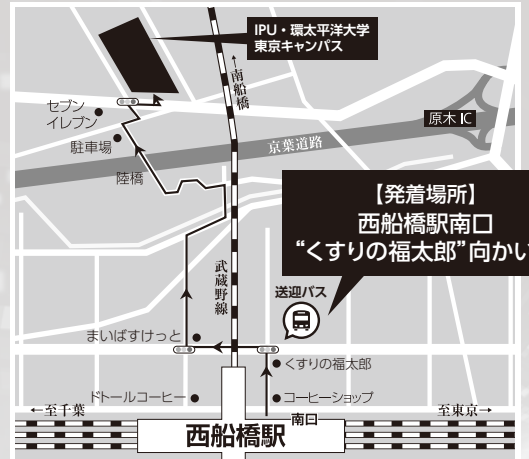 IPU・環太平洋大学
東京キャンパス
←南船橋
セブン
イレブン
原木 IC
駐車場
京葉道路
陸橋
【発着場所】
西船橋駅南口
“くすりの福太郎”向かい
武蔵野線
送迎バス
まいばすけっと
くすりの福太郎
ドトールコーヒー
コーヒーショップ
←至千葉
南口
至東京→
西船橋駅